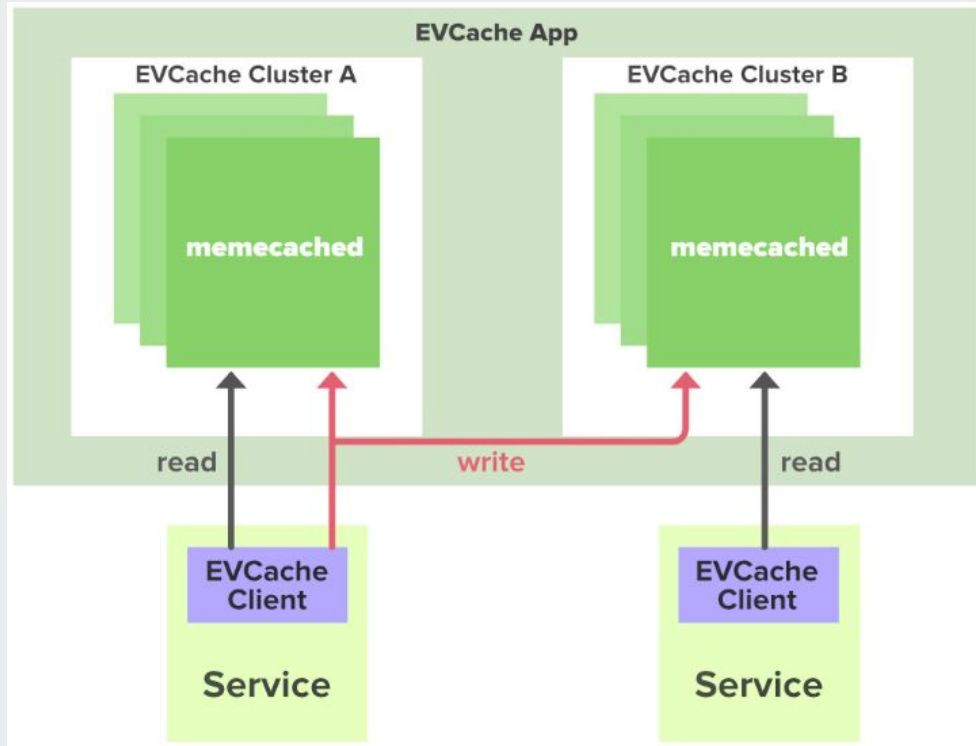 EVCache App
EVCache Cluster A
EVCache Cluster B
memecached
memecached
read
write
read
EVCache
Client
EVCache
Client
Service
Service